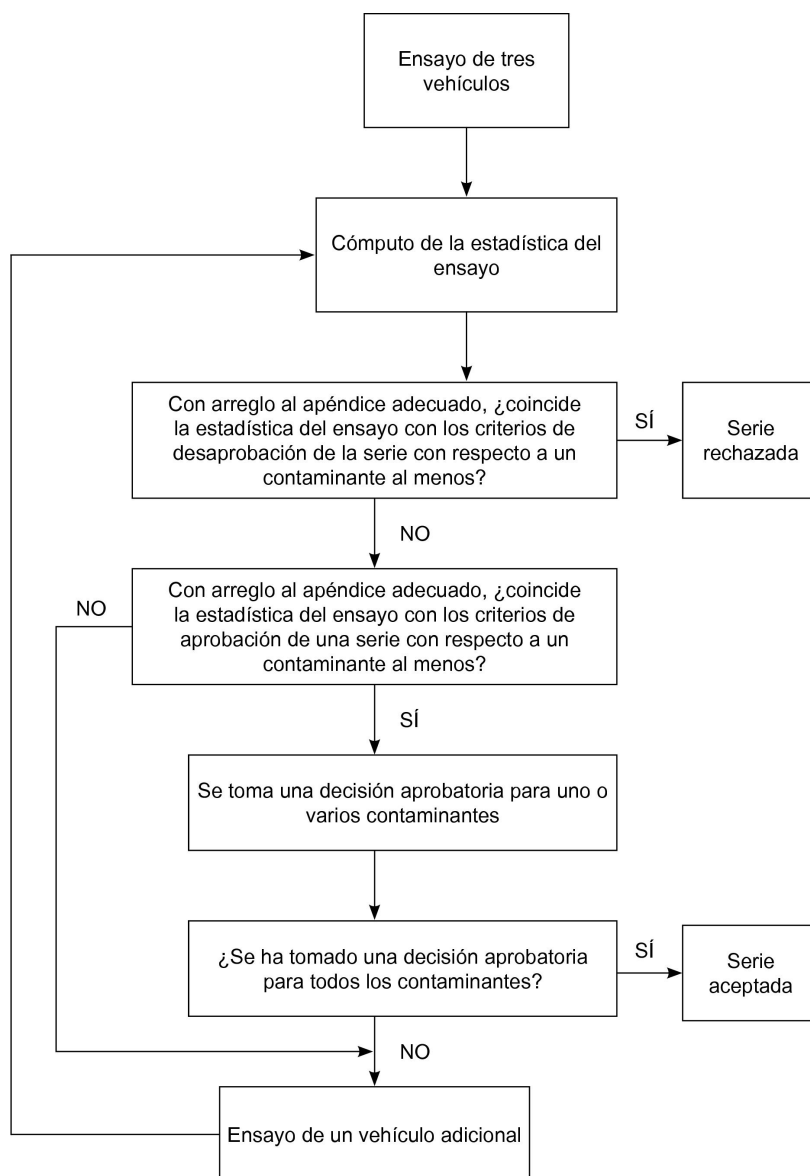 Ensayo de tres
vehículos
Cómputo de la estadística del
ensayo
Con arreglo al apéndice adecuado, ¿coincide
la estadística del ensayo con los criterios de
desaprobación de la serie con respecto a un
contaminante al menos?
SÍ
Serie
rechazada
NO
Con arreglo al apéndice adecuado, ¿coincide
la estadística del ensayo con los criterios de
aprobación de una serie con respecto a un
contaminante al menos?
NO
SÍ
Se toma una decisión aprobatoria para uno o
varios contaminantes
¿Se ha tomado una decisión aprobatoria
para todos los contaminantes?
SÍ
Serie
aceptada
NO
Ensayo de un vehículo adicional